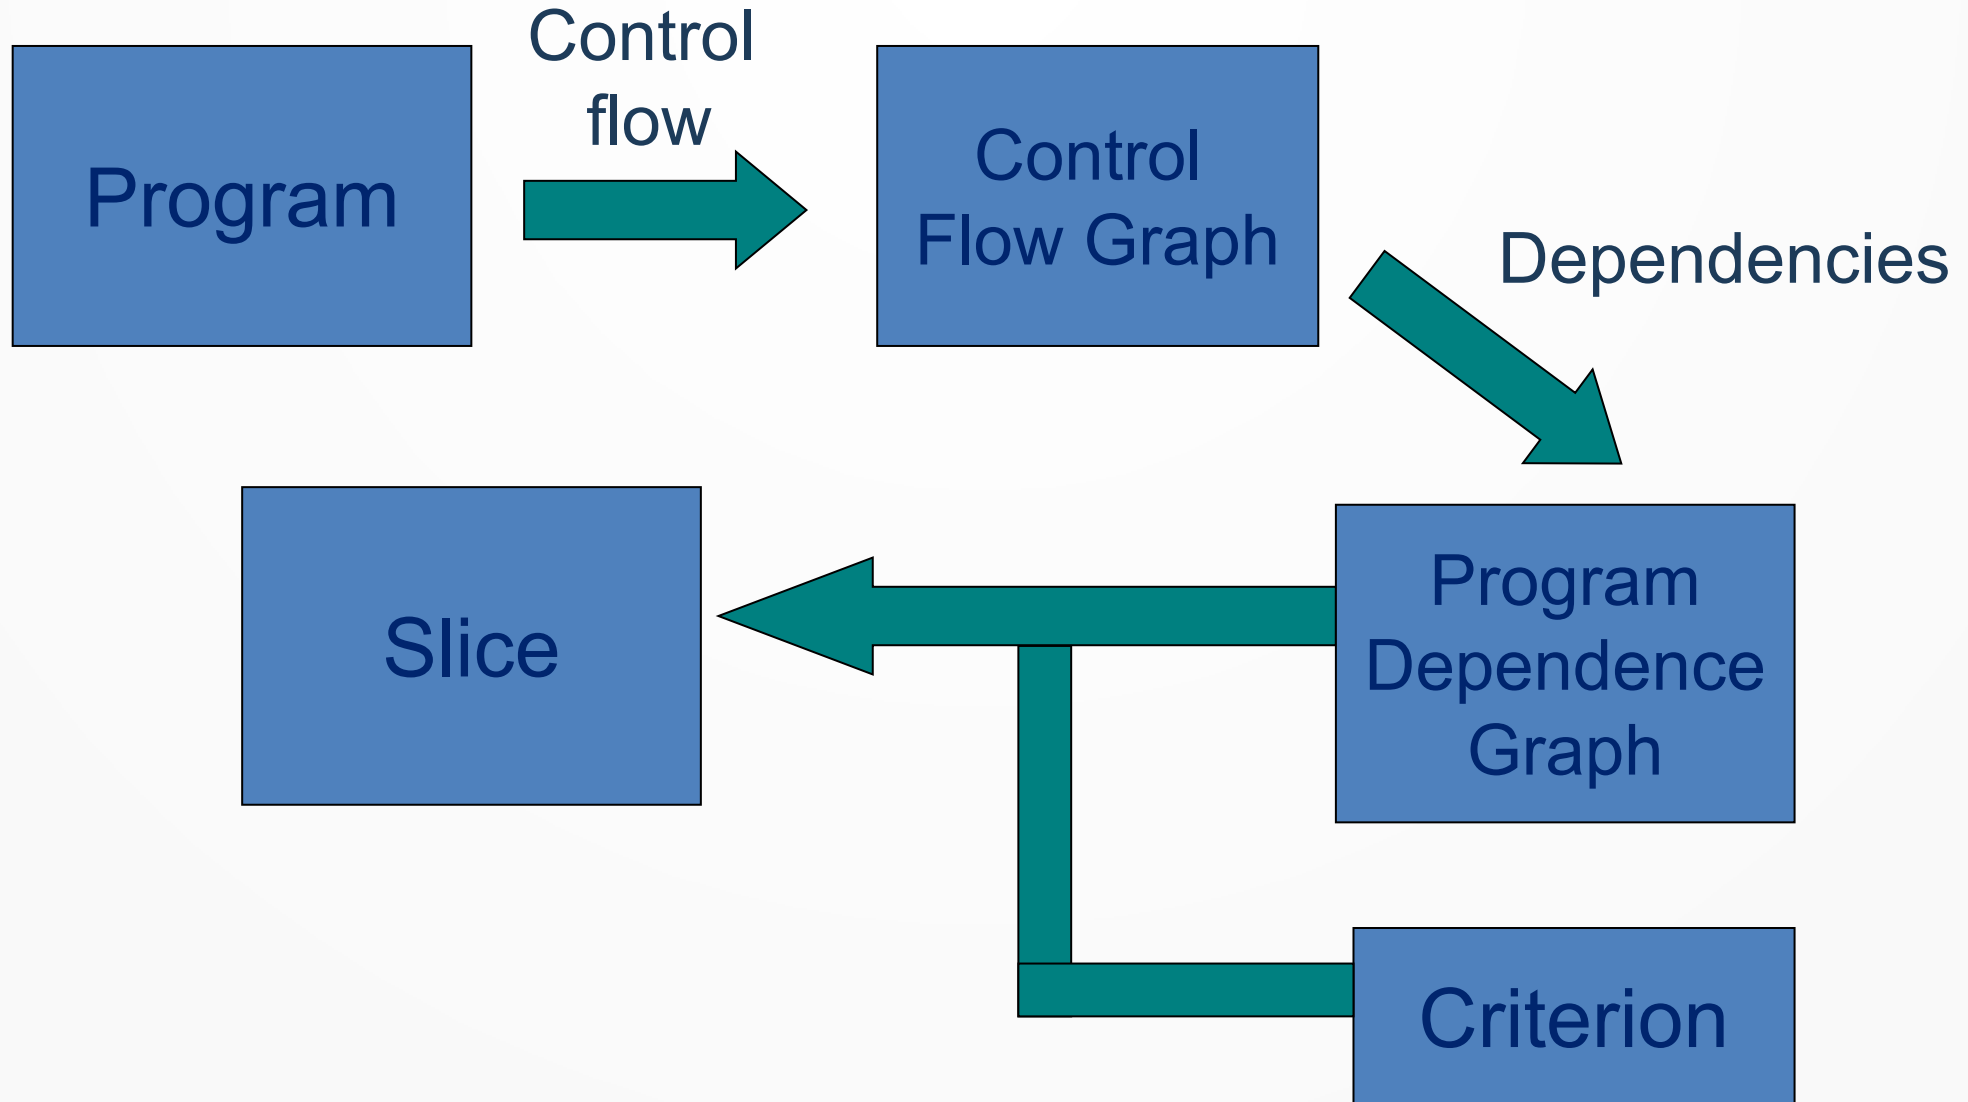 Program
Control
flow
Control
Flow Graph
Dependencies
Slice
Program
Dependence
Graph
Criterion